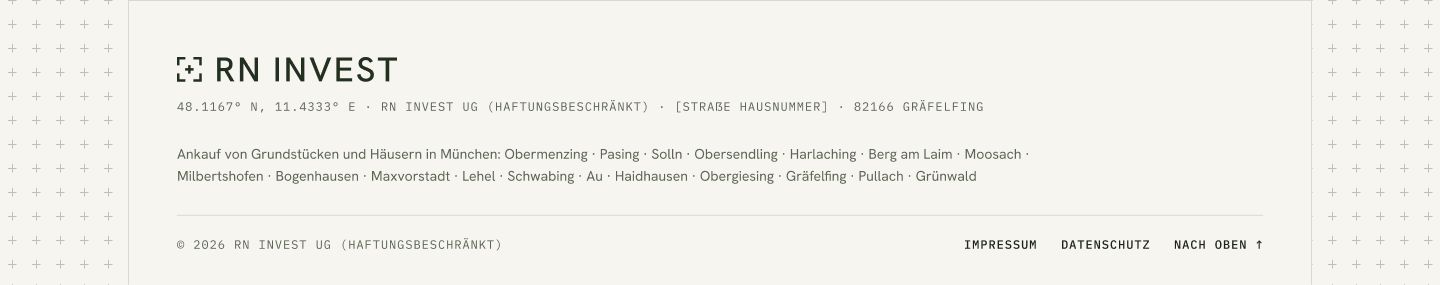 RN INVEST
48.1167° N, 11.4333° E · RN INVEST UG (HAFTUNGSBESCHRÄNKT) · [STRAẞE HAUSNUMMER] · 82166 GRÄFELFING
Ankauf von Grundstücken und Häusern in München: Obermenzing · Pasing · Solln · Obersendling · Harlaching · Berg am Laim · Moosach ·
Milbertshofen · Bogenhausen · Maxvorstadt · Lehel · Schwabing · Au · Haidhausen · Obergiesing · Gräfelfing · Pullach · Grünwald
© 2026 RN INVEST UG (HAFTUNGSBESCHRÄNKT)
IMPRESSUM DATENSCHUTZ NACH OBEN ↑